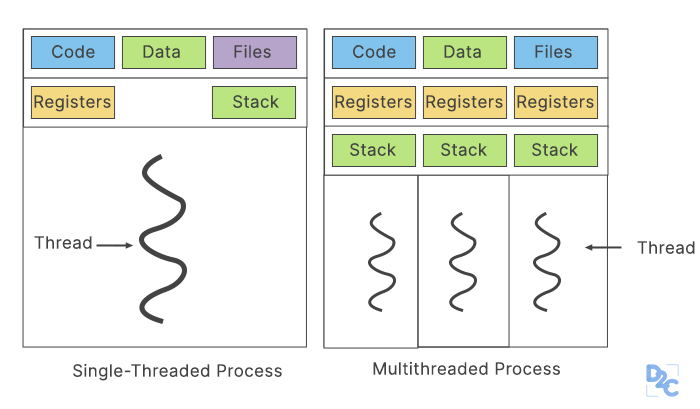 Code Data Files
Registers Stack
Thread
Single-Threaded Process
Code Data Files
Registers Registers Registers
Stack Stack Stack
Thread
Multithreaded Process
D2C